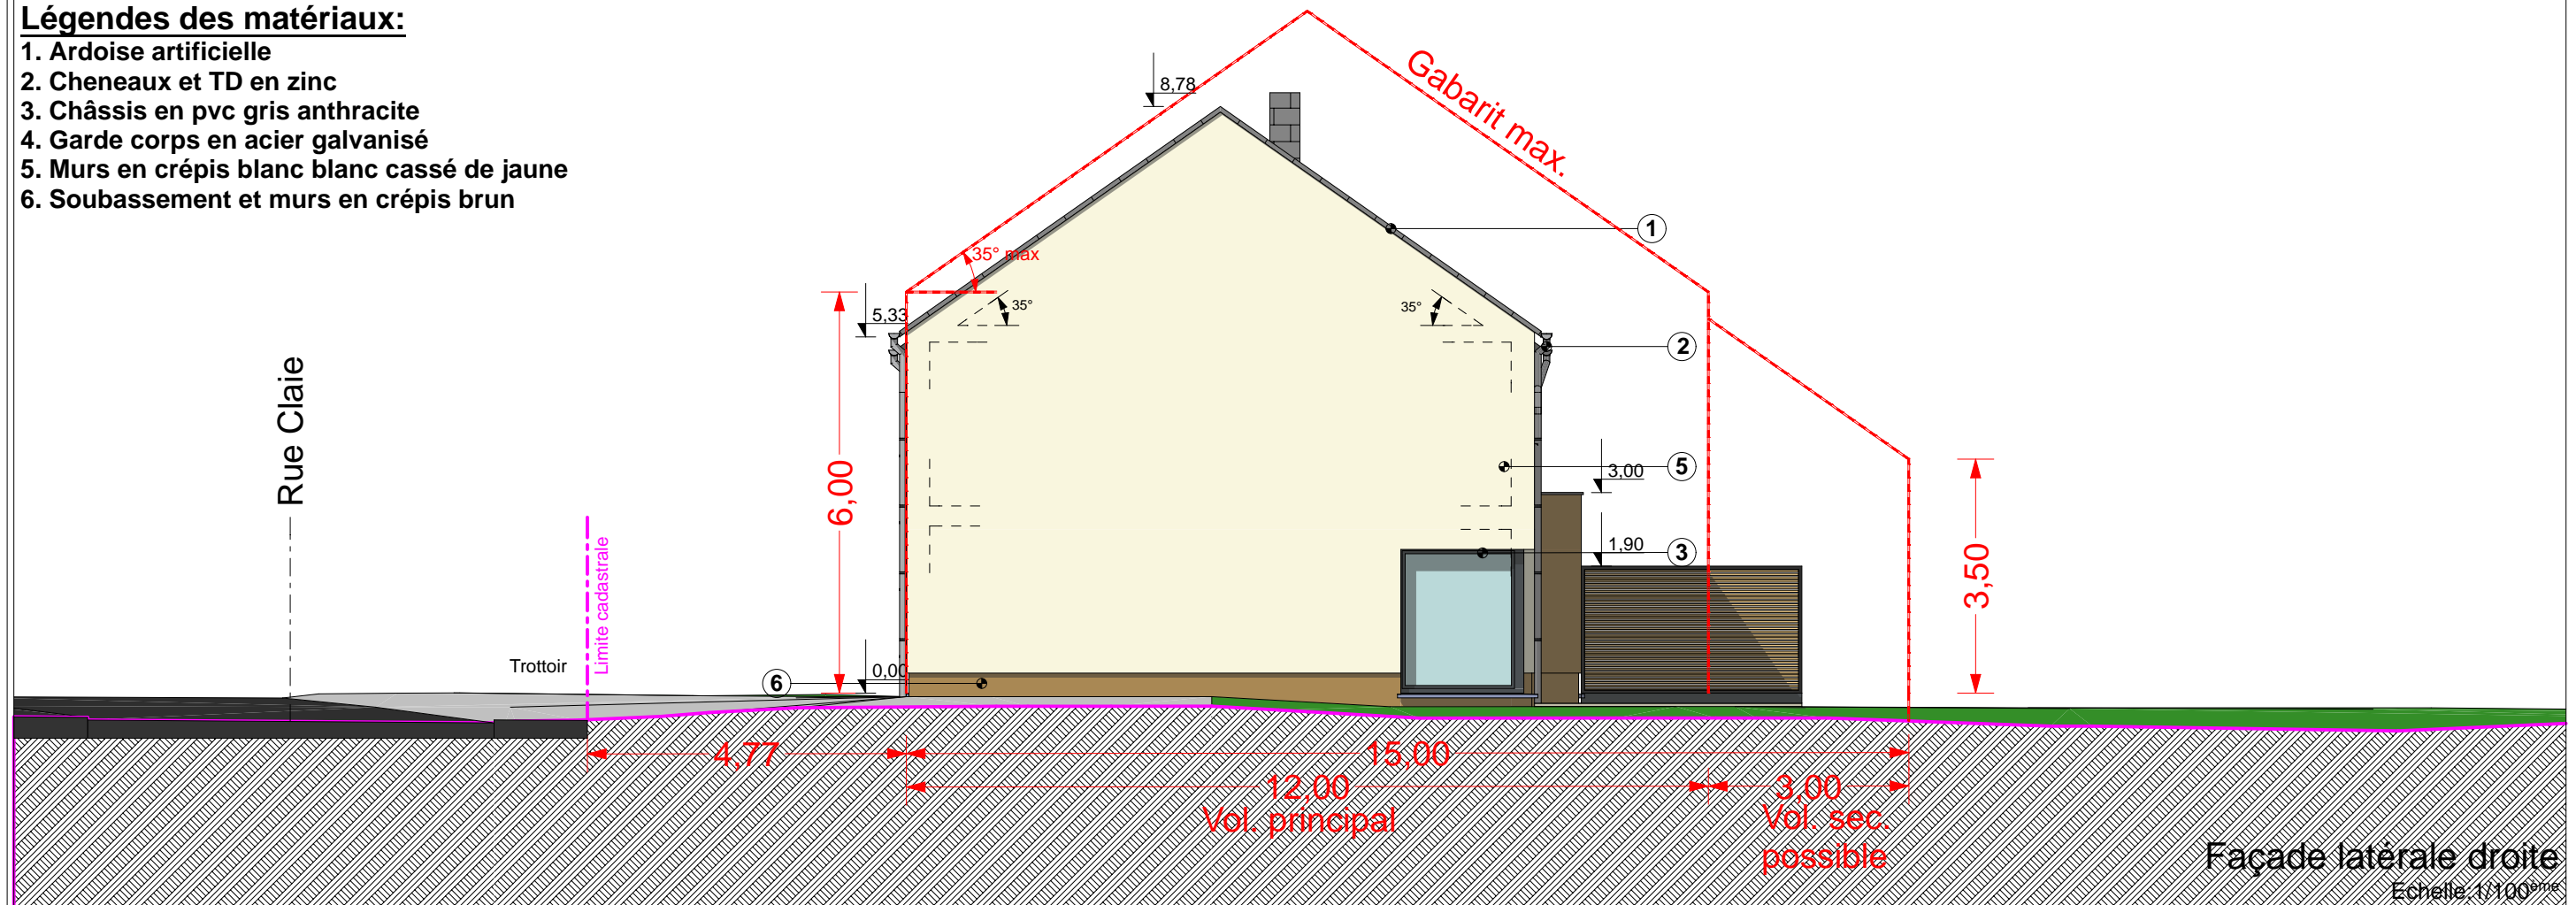 Légendes des matériaux:
1. Ardoise artificielle
2. Cheneaux et TD en zinc
3. Châssis en pvc gris anthracite
4. Garde corps en acier galvanisé
5. Murs en crépis blanc blanc cassé de jaune
6. Soubassement et murs en crépis brun
8,78
Gabarit max.
1
35° max
35°
35°
5,33
2
Rue Claie
6,00
5
3,00
3
1,90
3,50
Limite cadastrale
Trottoir
0,00
6
4,77
15,00
12,00
Vol. principal
3,00
Vol. sec.
possible
Façade latérale droite
Echelle:1/100ème